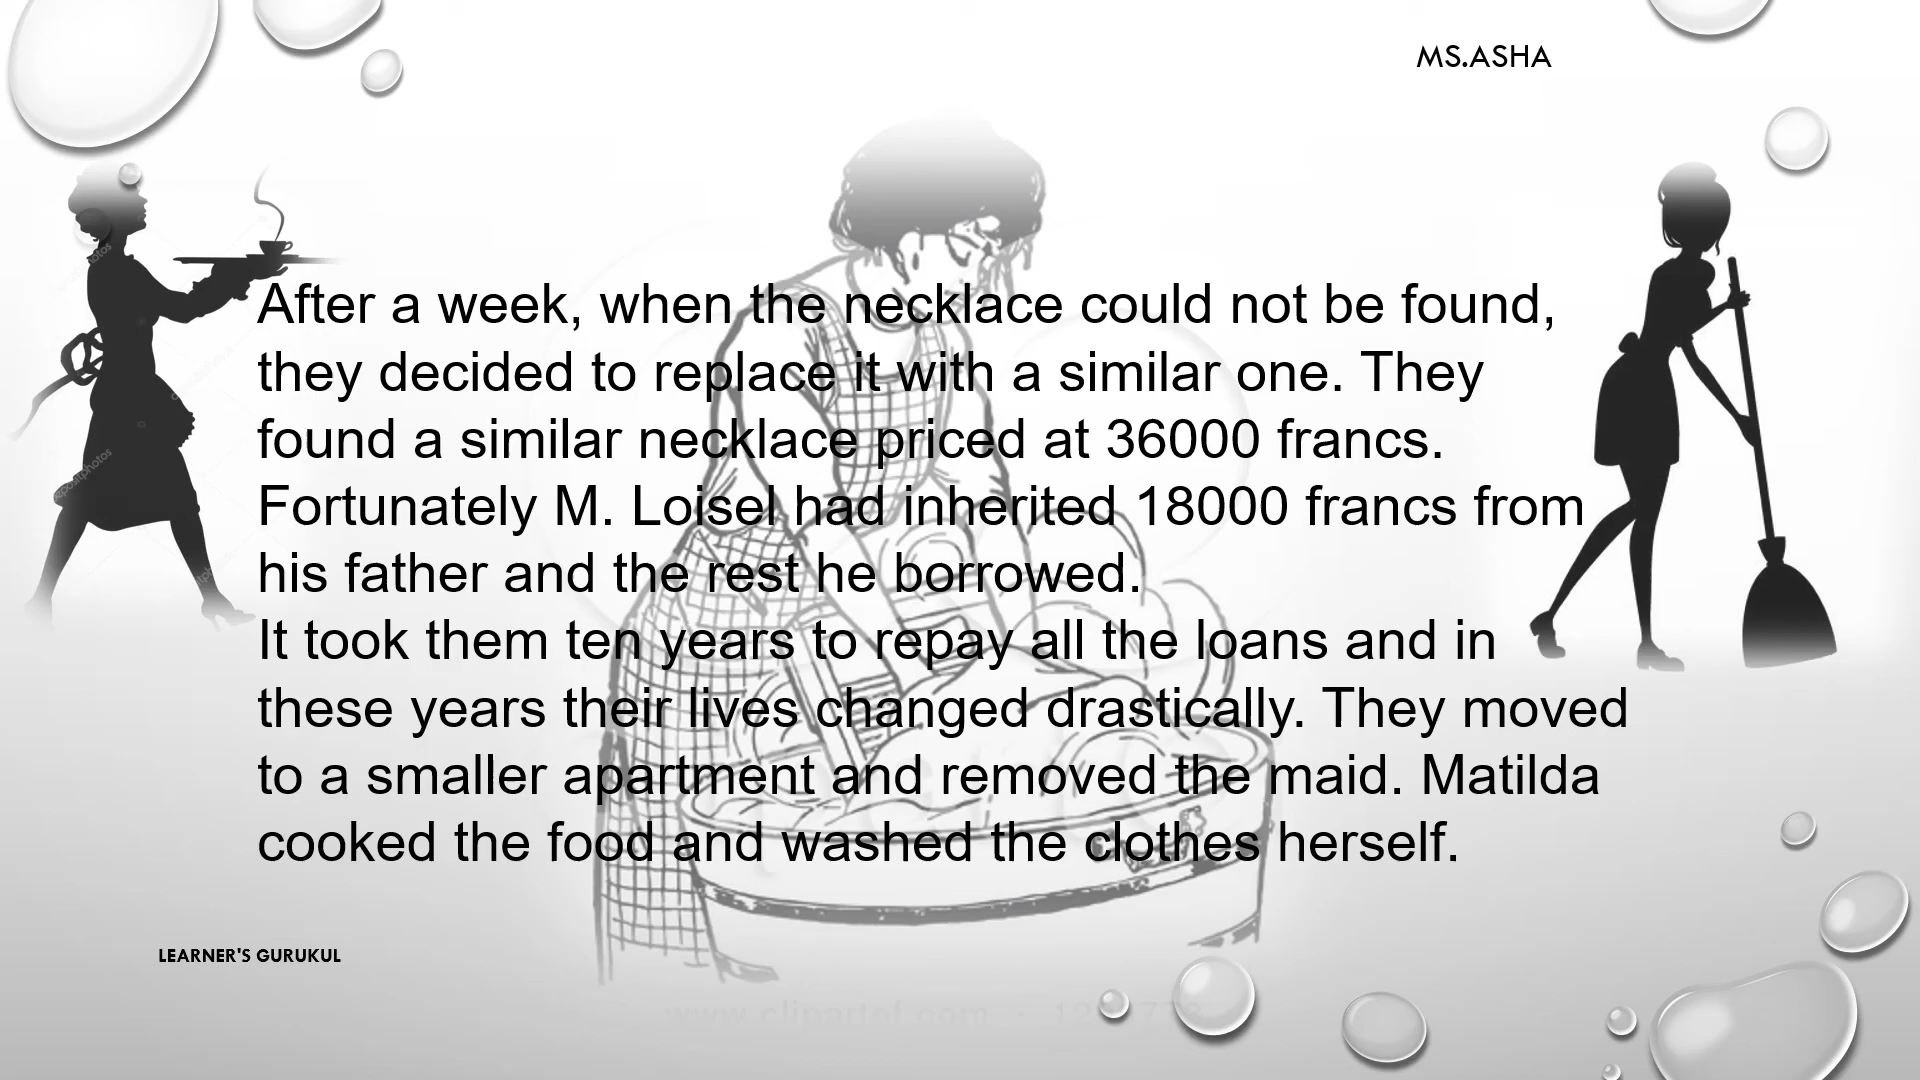 MS.ASHA
After a week, when the necklace could not be found,
they decided to replace it with a similar one. They
found a similar necklace priced at 36000 francs.
Fortunately M. Loisel had inherited 18000 francs from
his father and the rest he borrowed.
It took them ten years to repay all the loans and in
these years their lives changed drastically. They moved
to a smaller apartment and removed the maid. Matilda
cooked the food and washed the clothes herself.
LEARNER'S GURUKUL
www.clipartof.com